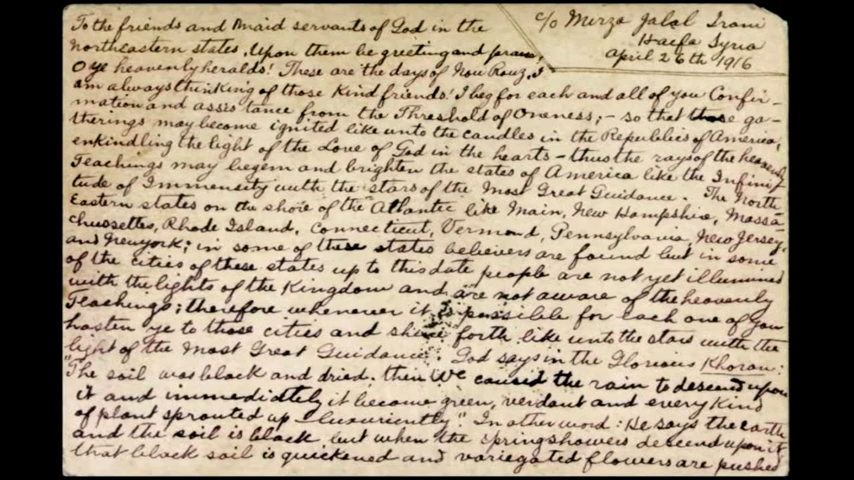 To the friends and Maid servants of God in the
c/o Mirza Jalal Irani
Haifa Syria
April 26th 1916
Northeastern states. Upon them be greeting and praise,
O ye heavenly heralds! These are the days of Nou Rouz. I
am always thinking of those kind friends! I beg for each and all of you Confir-
mation and assistance from the Threshold of Oneness; - so that those ga-
therings may become ignited like unto the candles in the Republics of America,
enkindling the light of the Love of God in the hearts - thus the rays of the heavenly
Teachings may begem and brighten the states of America like the Infini-
tude of Immensity with the stars of the Most Great Guidance. The North
Eastern states on the shore of the Atlantic like Main, New Hampshire, Massa-
chussettes, Rhode Island, Connecticut, Vermond, Pennsylvania, New Jersey,
and Newyork; in some of these states believers are found but in some
of the cities of these states up to this date people are not yet illumined
with the lights of the Kingdom and are not aware of the heavenly
Teachings; therefore whenever it is possible for each one of you
hasten ye to those cities and shine forth like unto the stars with the
light of the Most Great Guidance. God says in the Glorious Khoran:
"The soil was black and dried, then We caused the rain to descend upon
it and immediately it became green, verdant and every kind
of plant sprouted up luxuriently". In other word: He says the earth
and the soil is black, but when the spring showers descend upon it
that black soil is quickened and variegated flowers are pushed